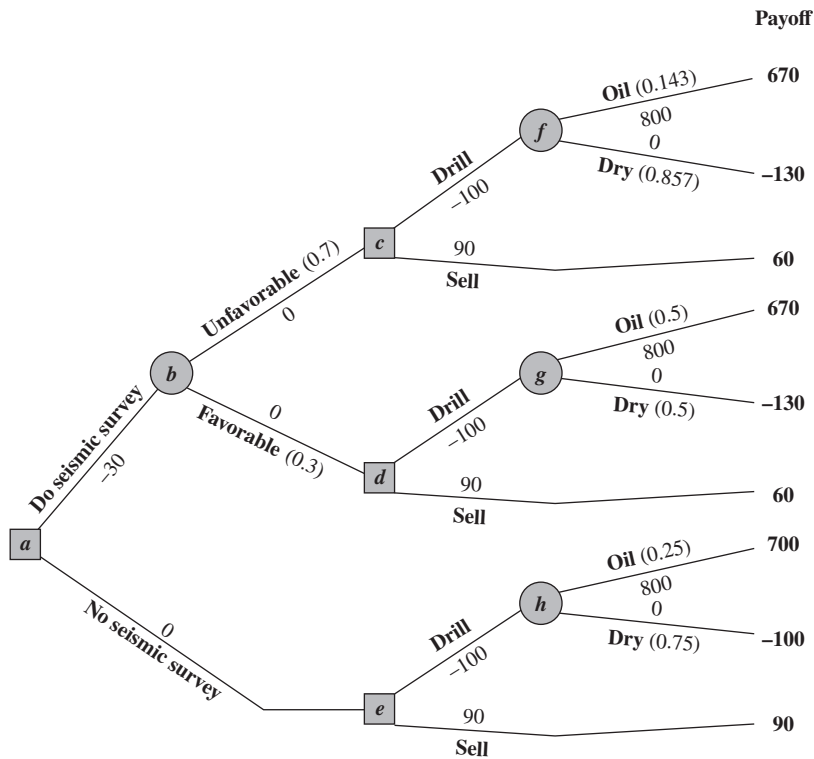 Payoff
Oil (0.143)
800
670
f
0
Dry (0.857)
–130
Drill
–100
c
90
Sell
60
Unfavorable (0.7)
0
Oil (0.5)
800
670
b
g
0
Dry (0.5)
–130
0
Favorable (0.3)
Drill
–100
d
90
Sell
60
Do seismic survey
–30
a
Oil (0.25)
800
700
h
0
Dry (0.75)
–100
0
No seismic survey
Drill
–100
e
90
Sell
90